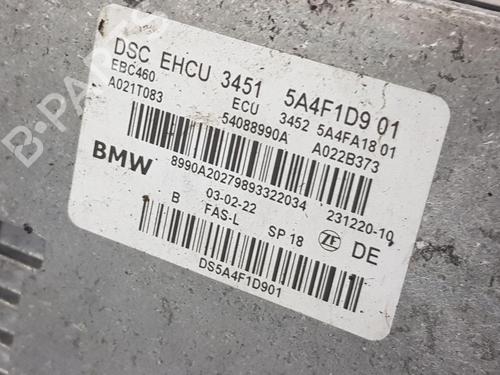 DSC EHCU 3451 5A4F1D9 01
EBC460 ECU 3452 5A4FA18 01
A021T083 54088990A A022B373
BMW 8990A20279893322034 231220-10
B 03-02-22 SP 18 ZF DE
FAS-L
DS5A4F1D901
B-Parts